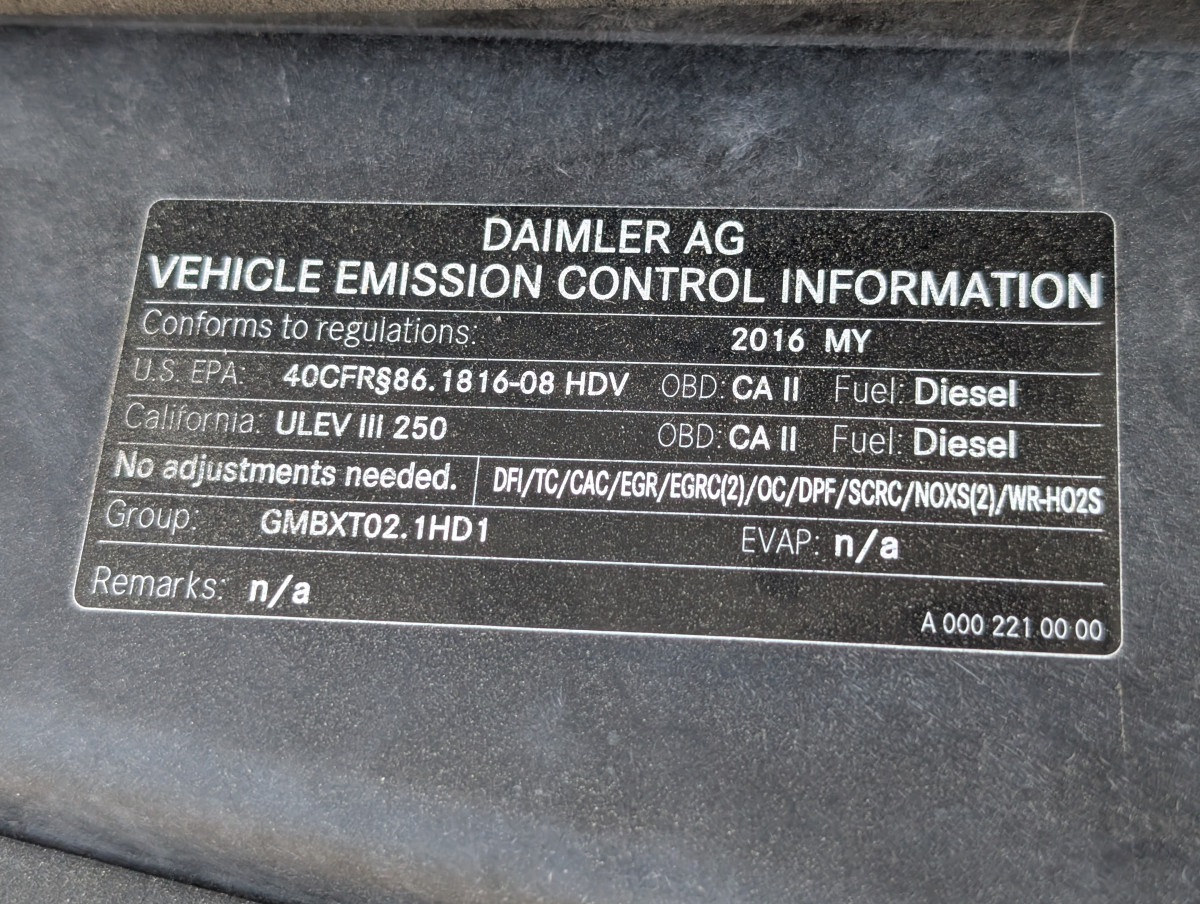 DAIMLER AG
VEHICLE EMISSION CONTROL INFORMATION
Conforms to regulations: 2016 MY
U.S. EPA: 40CFR§86.1816-08 HDV OBD: CA II Fuel: Diesel
California: ULEV III 250 OBD: CA II Fuel: Diesel
No adjustments needed. DFI/TC/CAC/EGR/EGRC(2)/OC/DPF/SCRC/NOXS(2)/WR-HO2S
Group: GMBXT02.1HD1 EVAP: n/a
Remarks: n/a
A 000 221 00 00